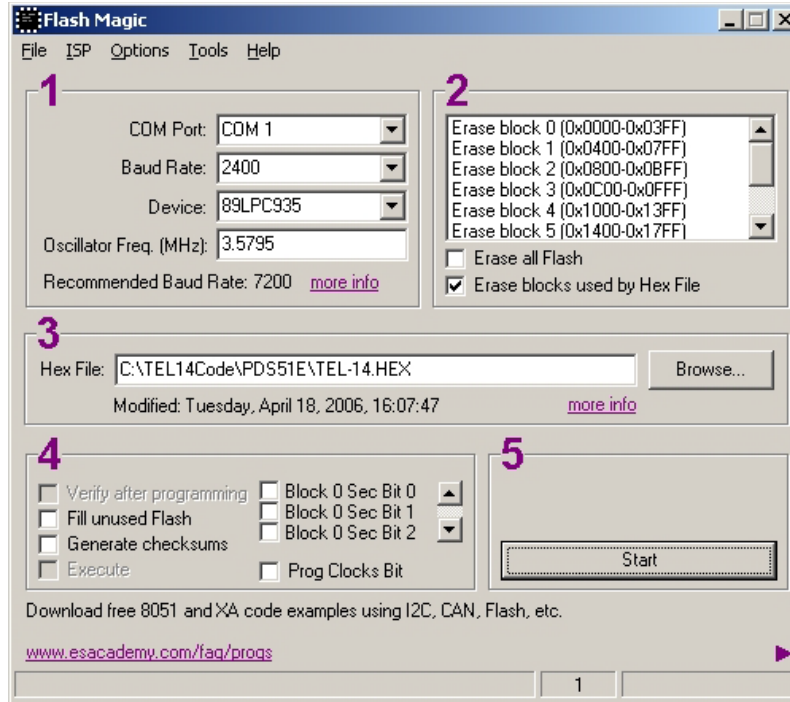 Flash Magic
File ISP Options Tools Help
1
COM Port: COM 1
Baud Rate: 2400
Device: 89LPC935
Oscillator Freq. (MHz): 3.5795
Recommended Baud Rate: 7200 more info
2
Erase block 0 (0x0000-0x03FF)
Erase block 1 (0x0400-0x07FF)
Erase block 2 (0x0800-0x0BFF)
Erase block 3 (0x0C00-0x0FFF)
Erase block 4 (0x1000-0x13FF)
Erase block 5 (0x1400-0x17FF)
Erase all Flash
Erase blocks used by Hex File
3
Hex File: C:\TEL14Code\PDS51E\TEL-14.HEX Browse...
Modified: Tuesday, April 18, 2006, 16:07:47 more info
4
Verify after programming
Fill unused Flash
Generate checksums
Execute
Block 0 Sec Bit 0
Block 0 Sec Bit 1
Block 0 Sec Bit 2
Prog Clocks Bit
5
Start
Download free 8051 and XA code examples using I2C, CAN, Flash, etc.
www.esacademy.com/faq/progs
1